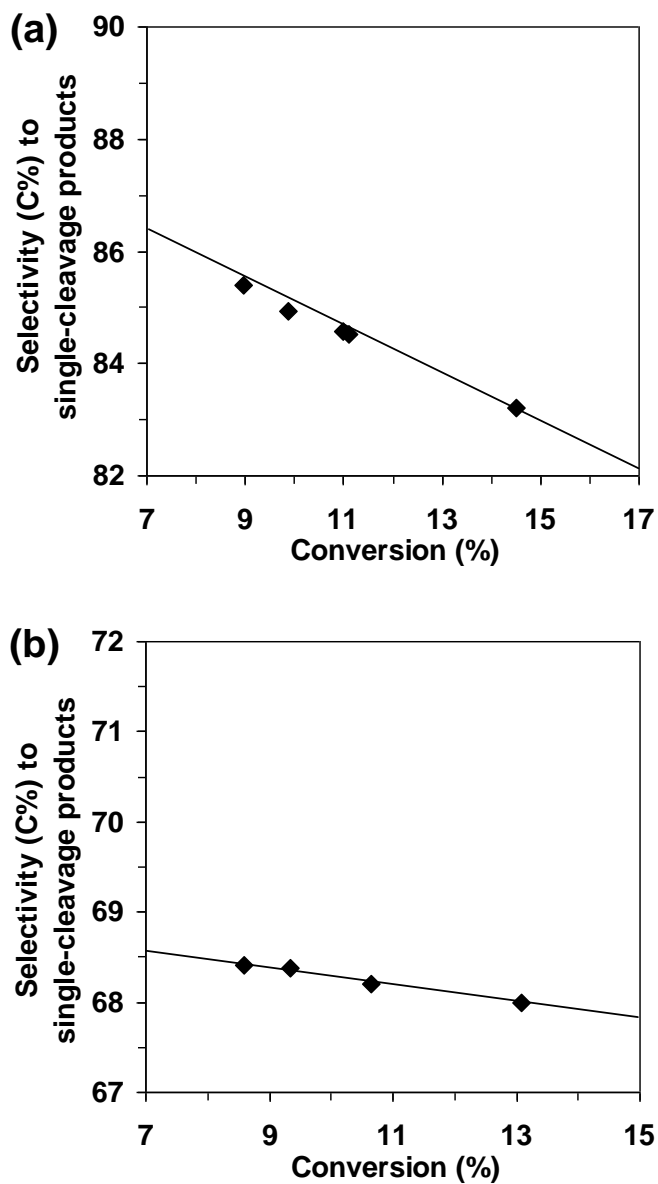 (a)
Selectivity (C%) to
single-cleavage products
90
88
86
84
82
7 9 11 13 15 17
Conversion (%)
(b)
Selectivity (C%) to
single-cleavage products
72
71
70
69
68
67
7 9 11 13 15
Conversion (%)